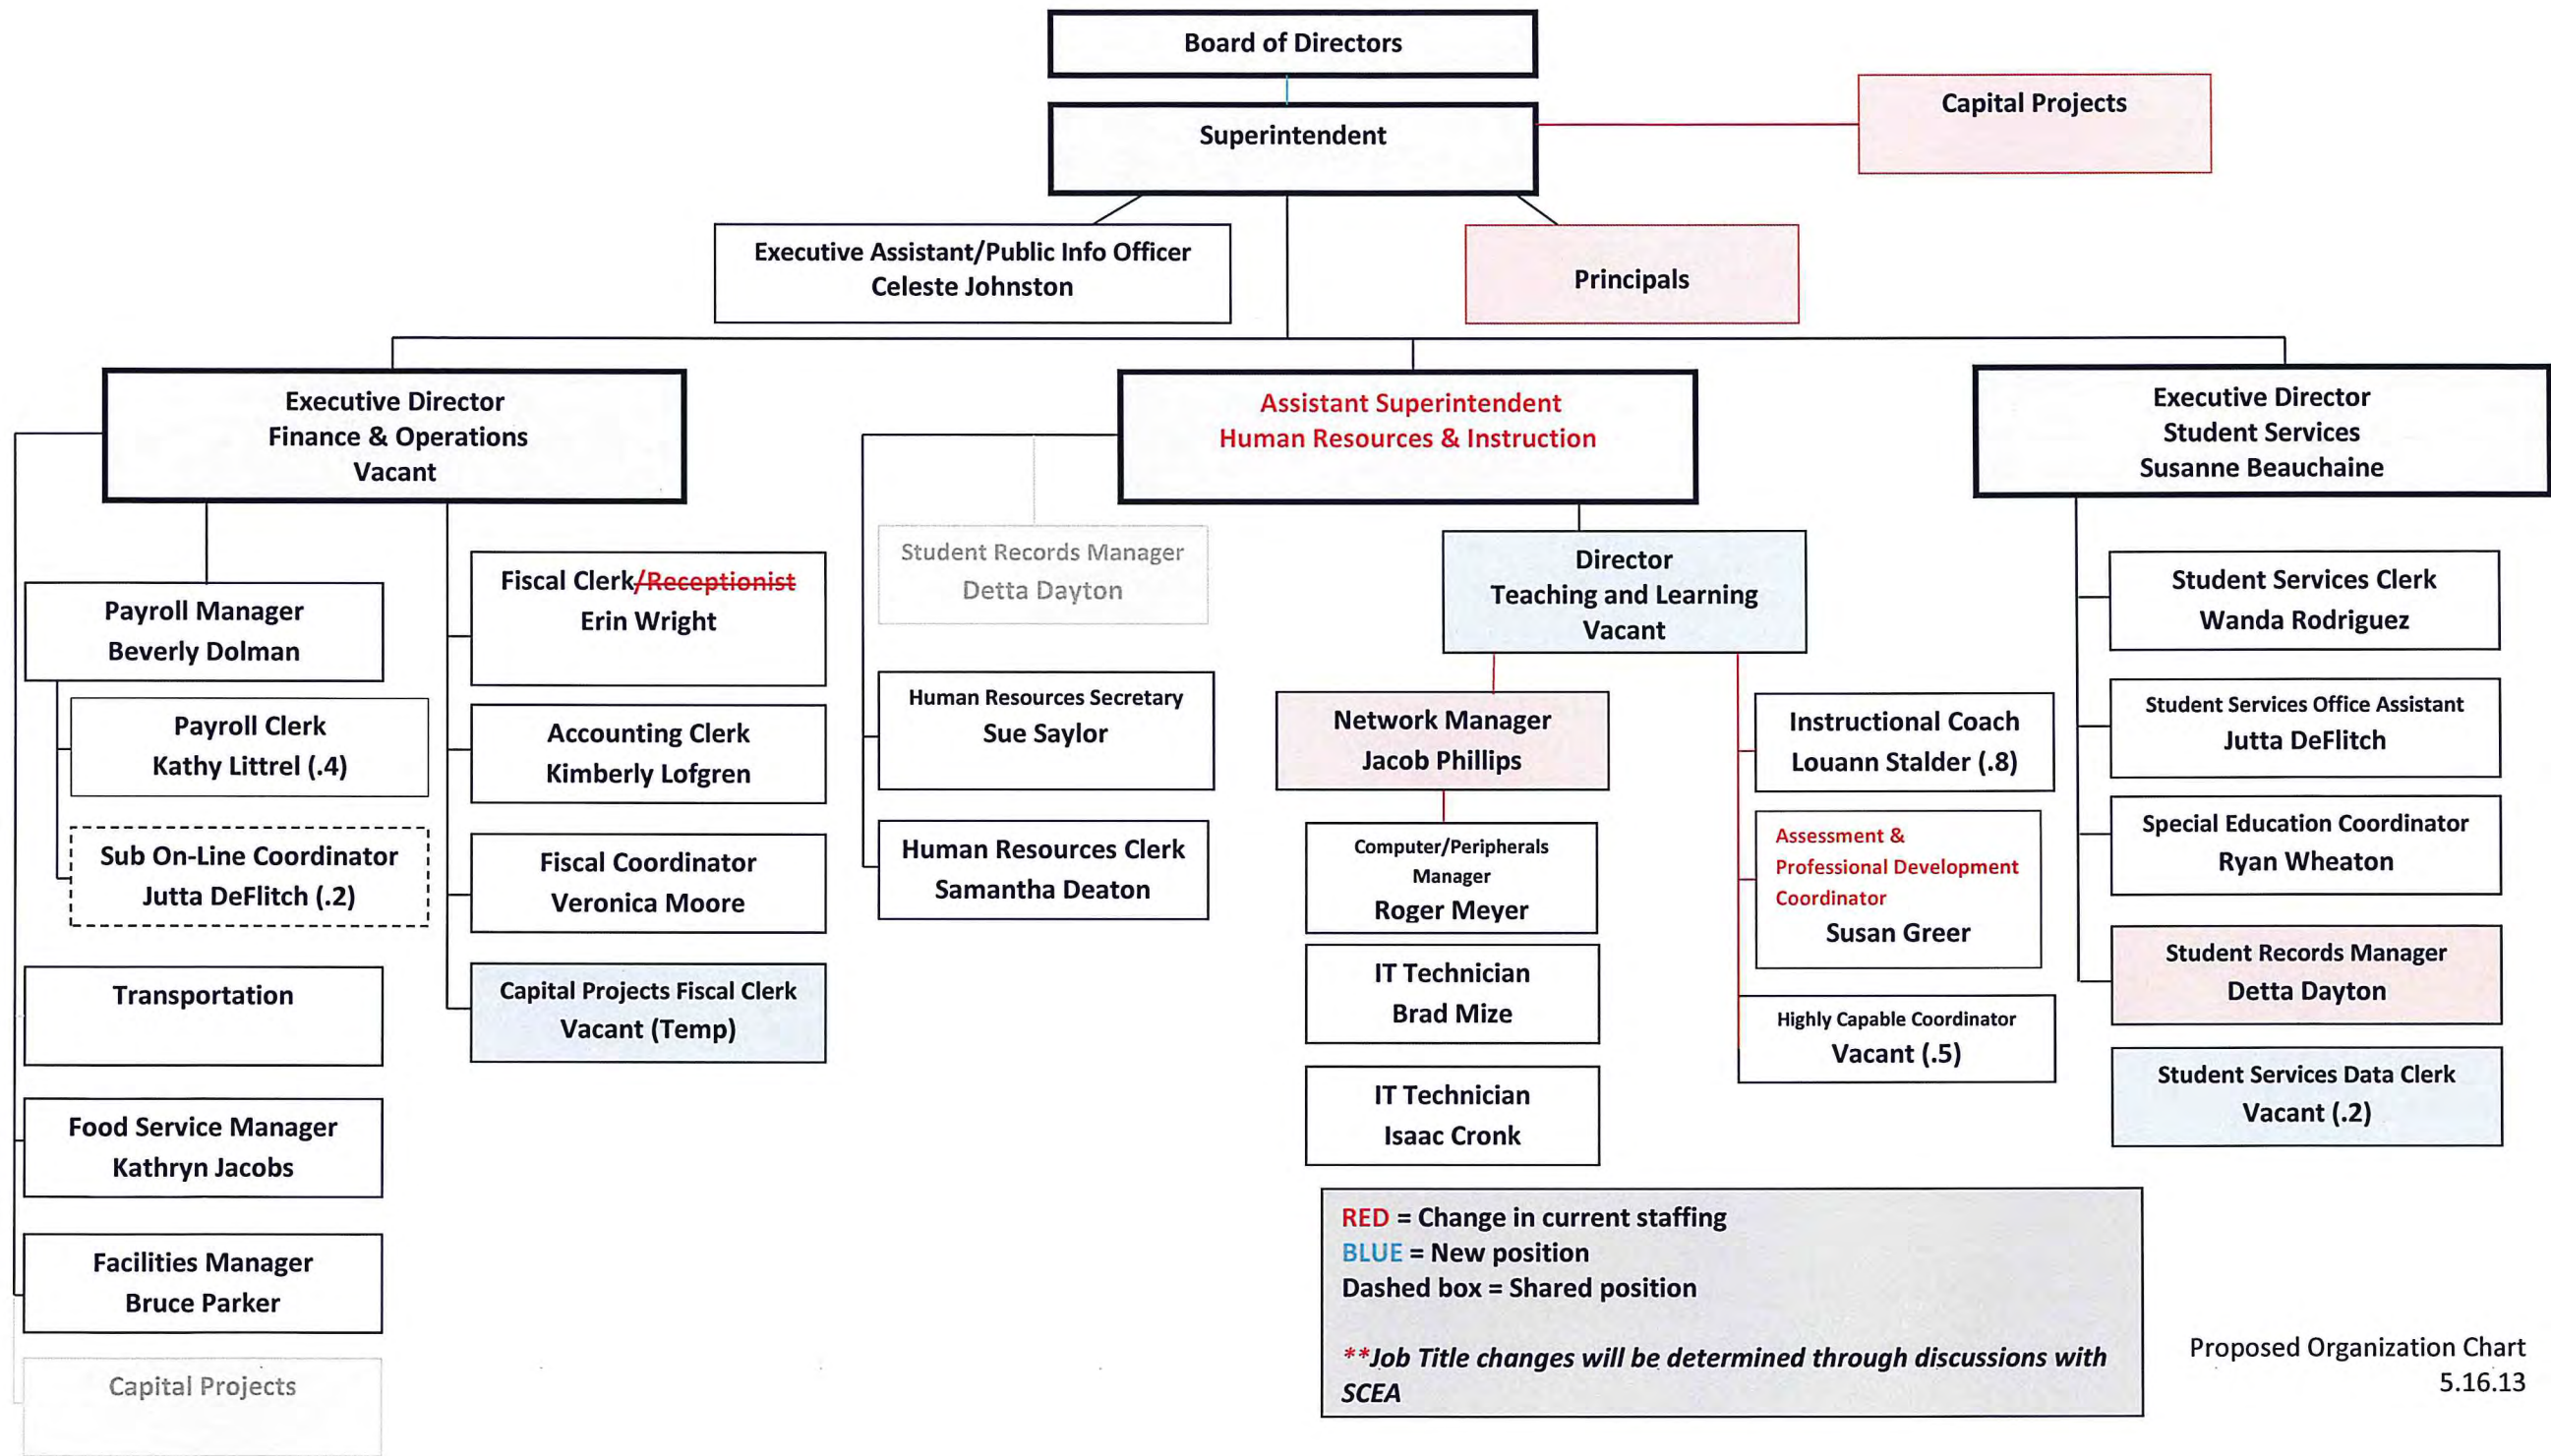 Board of Directors
Superintendent
Capital Projects
Executive Assistant/Public Info Officer
Celeste Johnston
Principals
Executive Director
Finance & Operations
Vacant
Assistant Superintendent
Human Resources & Instruction
Executive Director
Student Services
Susanne Beauchaine
Payroll Manager
Beverly Dolman
Payroll Clerk
Kathy Littrel (.4)
Sub On-Line Coordinator
Jutta DeFlitch (.2)
Transportation
Food Service Manager
Kathryn Jacobs
Facilities Manager
Bruce Parker
Capital Projects
Fiscal Clerk/Receptionist
Erin Wright
Accounting Clerk
Kimberly Lofgren
Fiscal Coordinator
Veronica Moore
Capital Projects Fiscal Clerk
Vacant (Temp)
Student Records Manager
Detta Dayton
Human Resources Secretary
Sue Saylor
Human Resources Clerk
Samantha Deaton
Director
Teaching and Learning
Vacant
Network Manager
Jacob Phillips
Computer/Peripherals
Manager
Roger Meyer
IT Technician
Brad Mize
IT Technician
Isaac Cronk
Instructional Coach
Louann Stalder (.8)
Assessment &
Professional Development
Coordinator
Susan Greer
Highly Capable Coordinator
Vacant (.5)
Student Services Clerk
Wanda Rodriguez
Student Services Office Assistant
Jutta DeFlitch
Special Education Coordinator
Ryan Wheaton
Student Records Manager
Detta Dayton
Student Services Data Clerk
Vacant (.2)
RED = Change in current staffing
BLUE = New position
Dashed box = Shared position
**Job Title changes will be determined through discussions with
SCEA
Proposed Organization Chart
5.16.13